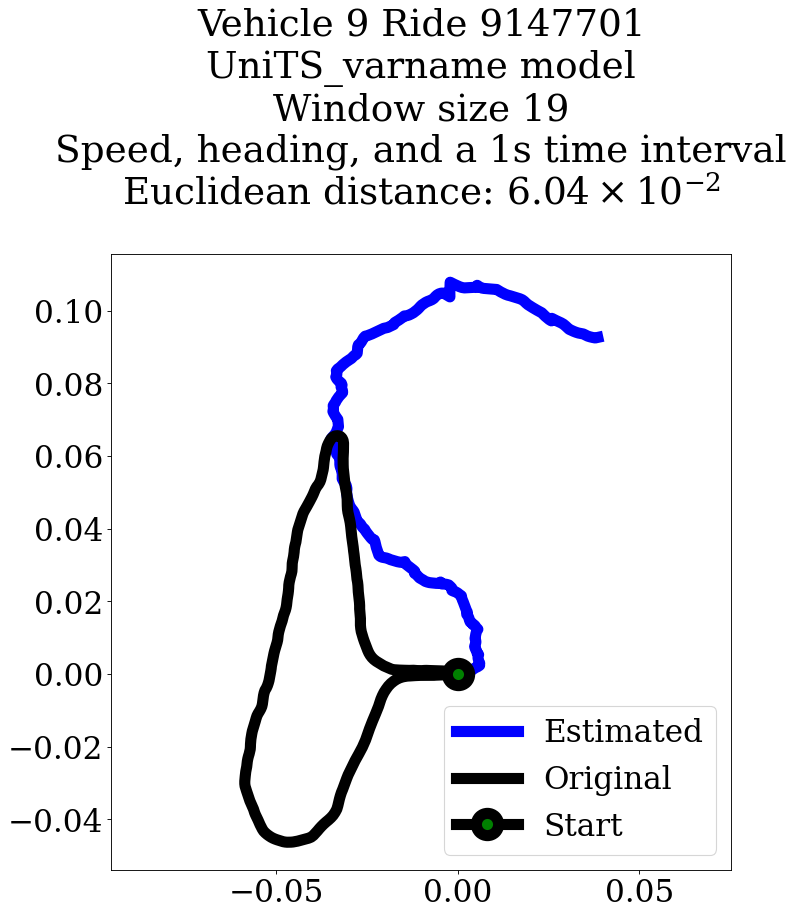 Vehicle 9 Ride 9147701
UniTS_varname model
Window size 19
Speed, heading, and a 1s time interval
Euclidean distance: 6.04 × 10⁻²
0.10
0.08
0.06
0.04
0.02
0.00
−0.02
−0.04
−0.05 0.00 0.05
Estimated
Original
Start